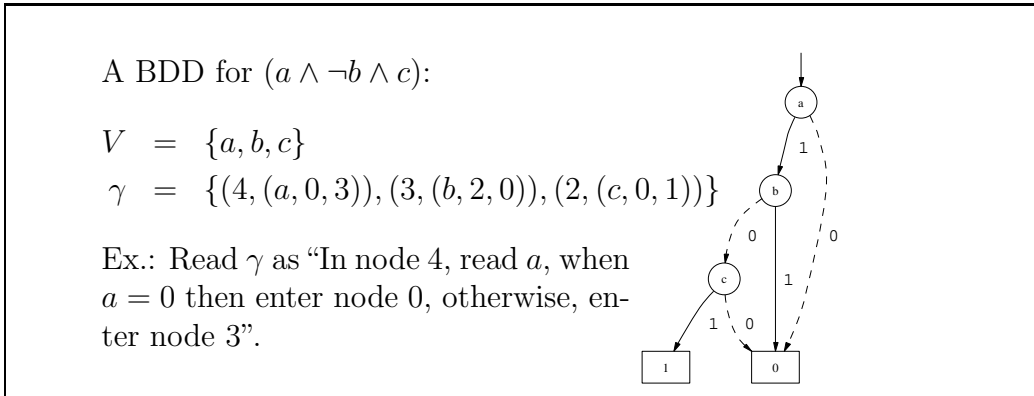 A BDD for (a ∧ ¬b ∧ c):
V = {a, b, c}
γ = {(4, (a, 0, 3)), (3, (b, 2, 0)), (2, (c, 0, 1))}
Ex.: Read γ as “In node 4, read a, when
a = 0 then enter node 0, otherwise, en-
ter node 3”.
a
1
b
0
0
c
1
1
0
1
0